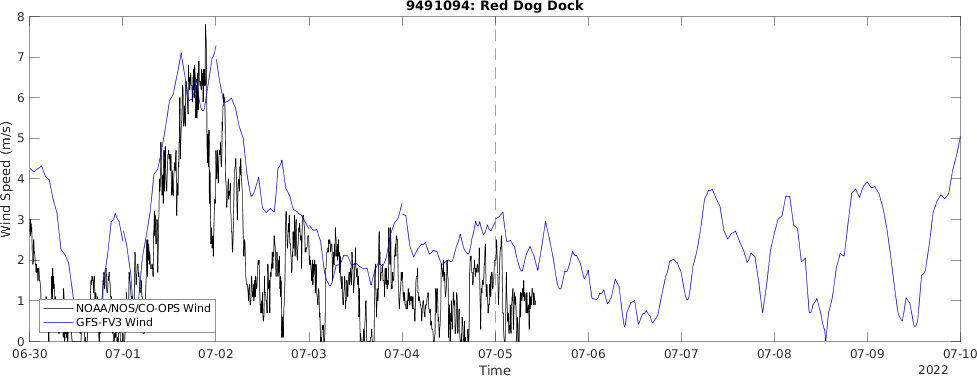 9491094: Red Dog Dock
Wind Speed (m/s)
8
7
6
5
4
3
2
1
0
NOAA/NOS/CO-OPS Wind
GFS-FV3 Wind
06-30 07-01 07-02 07-03 07-04 07-05 07-06 07-07 07-08 07-09 07-10
Time
2022